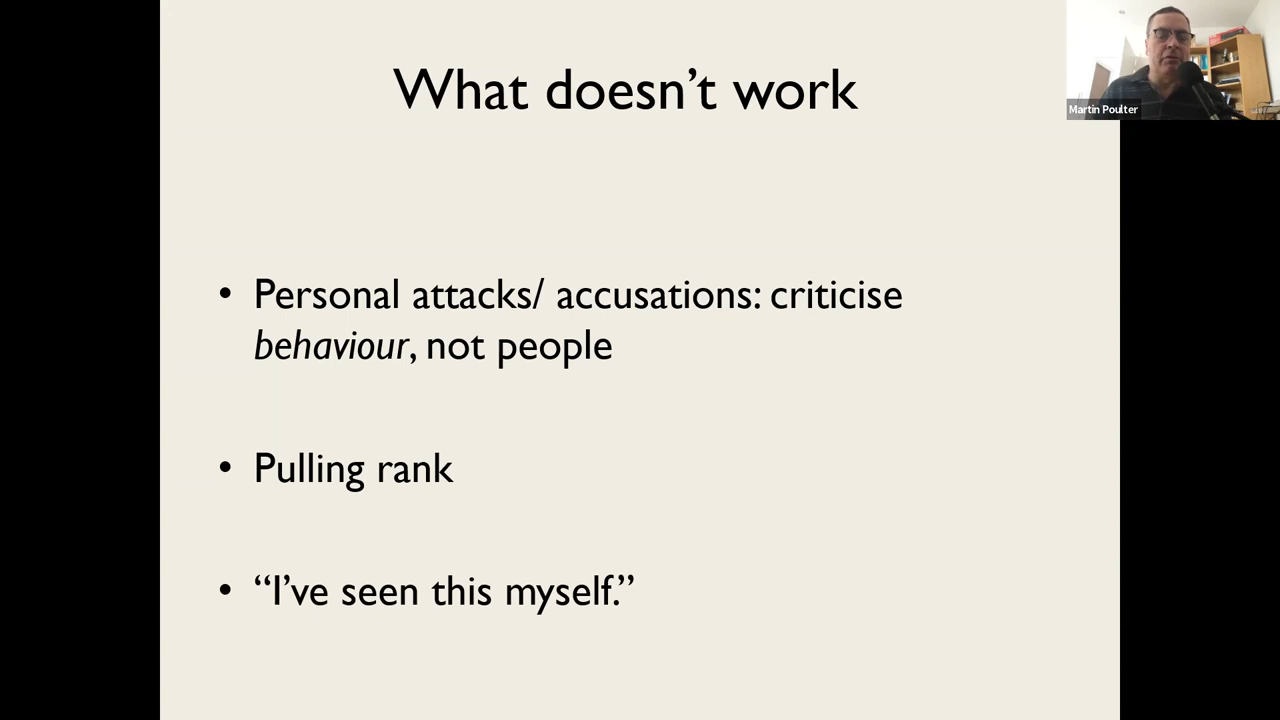 What doesn’t work
Martin Poulter
• Personal attacks/ accusations: criticise
behaviour, not people
• Pulling rank
• “I’ve seen this myself.”